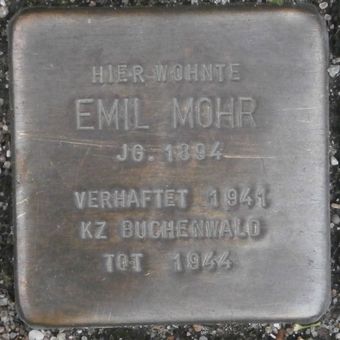 HIER WOHNTE
EMIL MOHR
JG. 1894
VERHAFTET 1941
KZ BUCHENWALD
TOT 1944